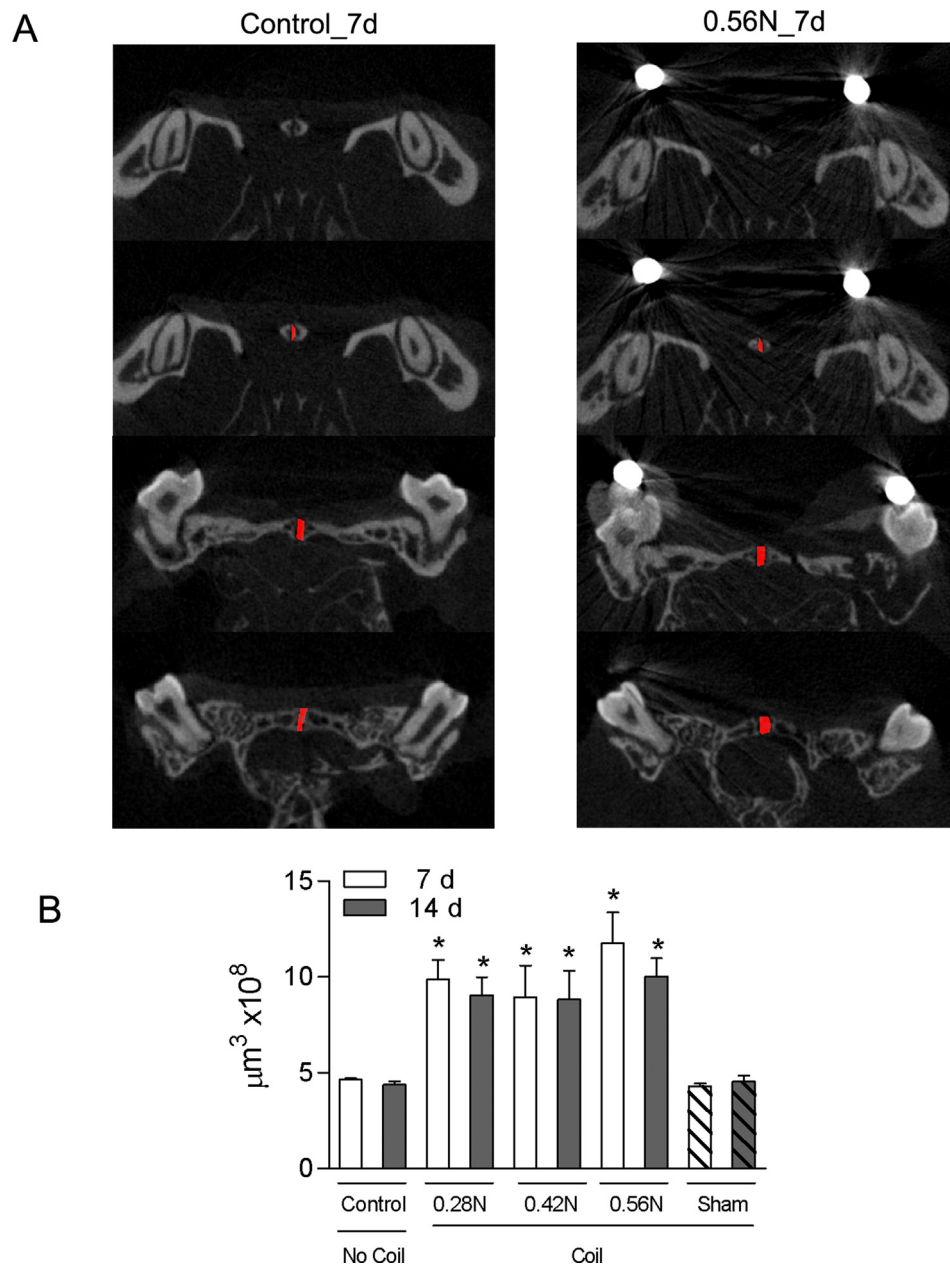 A
Control_7d
0.56N_7d
B
7 d
14 d
μm³ x10⁸
15
10
5
0
*
*
*
*
*
*
Control
0.28N
0.42N
0.56N
Sham
No Coil
Coil